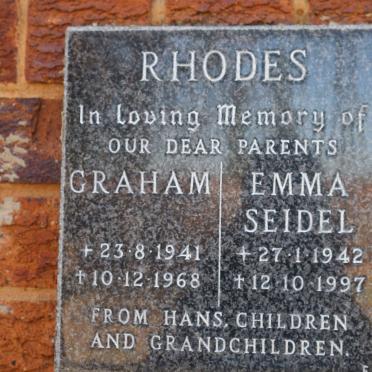 RHODES
In Loving Memory of
OUR DEAR PARENTS
GRAHAM EMMA
SEIDEL
+23·8·1941 +27·1·1942
†10·12·1968 †12·10·1997
FROM HANS, CHILDREN
AND GRANDCHILDREN.